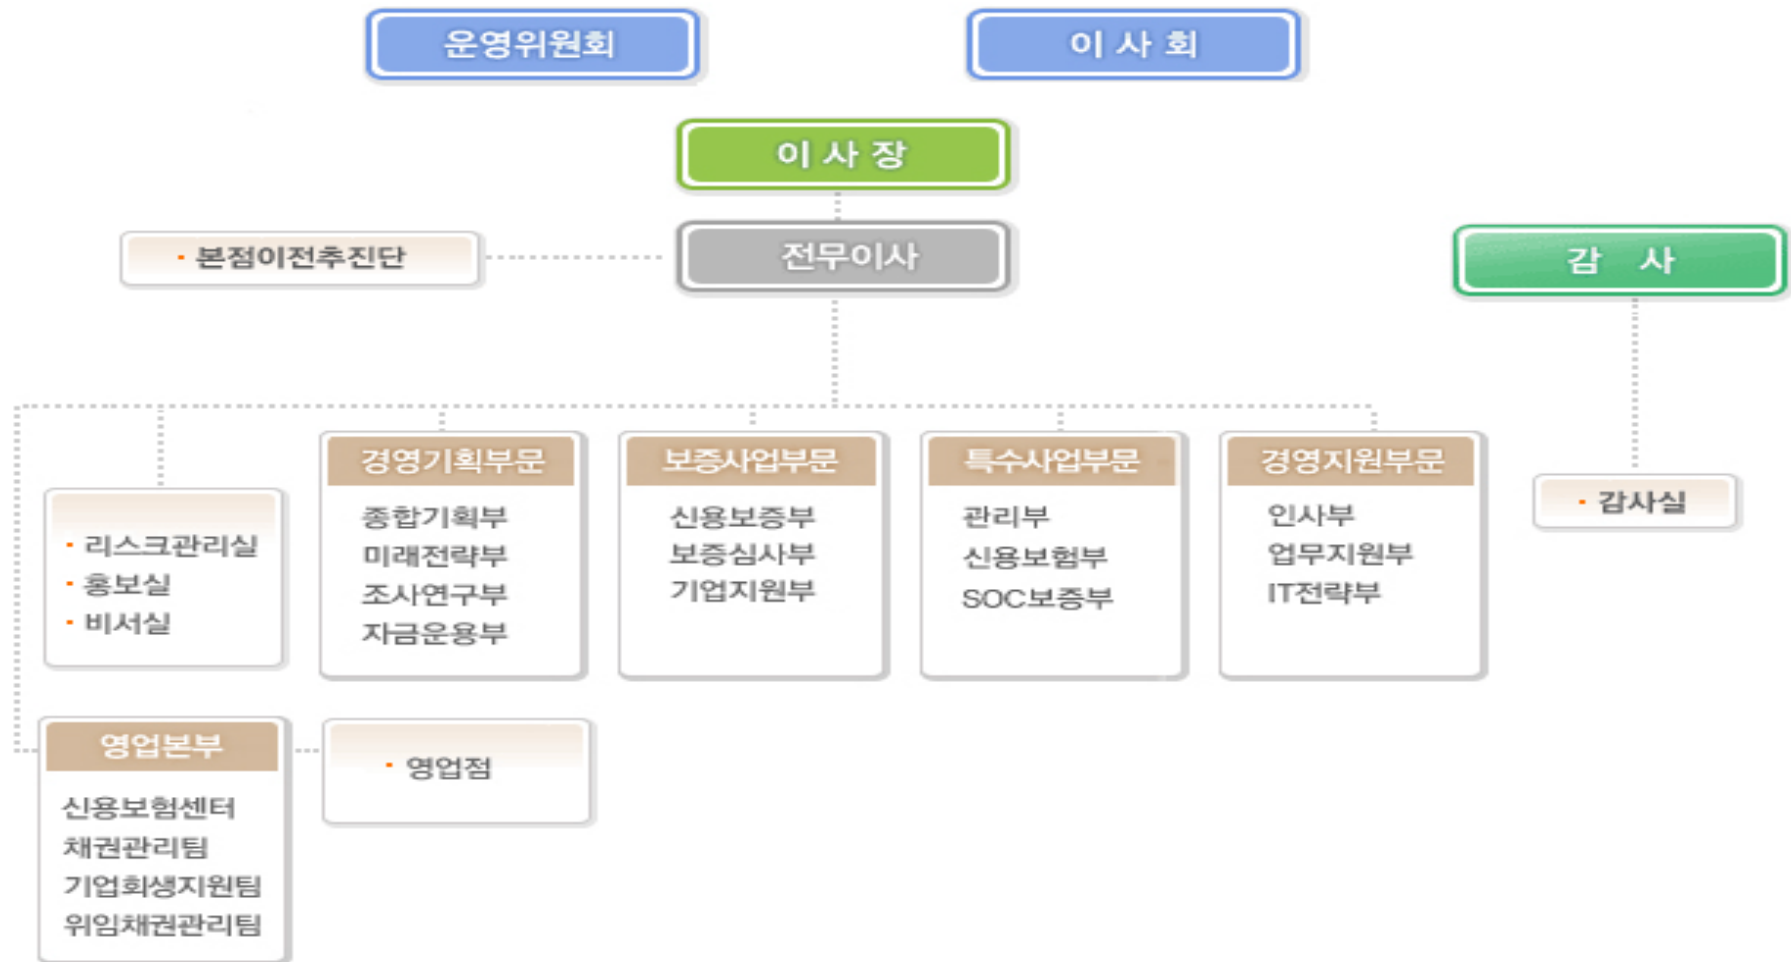 운영위원회
이 사 회
이 사 장
· 본점이전추진단
전무이사
감 사
경영기획부문
종합기획부
미래전략부
조사연구부
자금운용부
보증사업부문
신용보증부
보증심사부
기업지원부
특수사업부문
관리부
신용보험부
SOC보증부
경영지원부문
인사부
업무지원부
IT전략부
· 감사실
· 리스크관리실
· 홍보실
· 비서실
영업본부
신용보험센터
채권관리팀
기업회생지원팀
위임채권관리팀
· 영업점